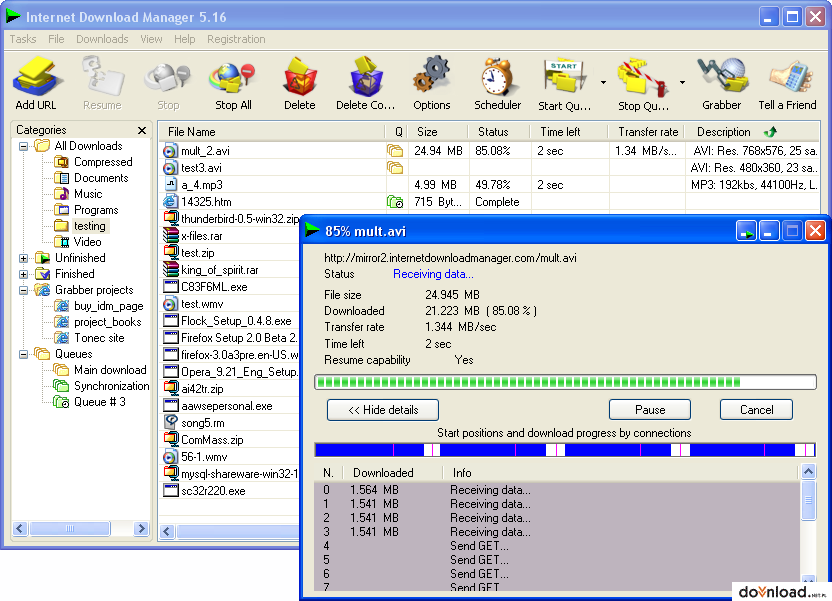 Internet Download Manager 5.16
Tasks File Downloads View Help Registration
Add URL Resume Stop Stop All Delete Delete Co... Options Scheduler Start Qu... Stop Qu... Grabber Tell a Friend
START
Categories
All Downloads
Compressed
Documents
Music
Programs
testing
Video
Unfinished
Finished
Grabber projects
buy_idm_page
project_books
Tonec site
Queues
Main download
Synchronization
Queue # 3
File Name Q Size Status Time left Transfer rate Description
mult_2.avi 24.94 MB 85.08% 2 sec 1.34 MB/s... AVI: Res. 768x576, 25 sa..
test3.avi AVI: Res. 480x360, 23 sa..
a_4.mp3 4.99 MB 49.78% 2 sec MP3: 192kbs, 44100Hz, L.
14325.htm 715 Byt... Complete
thunderbird-0.5-win32.zip
x-files.rar
test.zip
king_of_spirit.rar
C83F6ML.exe
test.wmv
Flock_Setup_0.4.8.exe
Firefox Setup 2.0 Beta 2.
firefox-3.0a3pre.en-US.w
Opera_9.21_Eng_Setup.
ai42tr.zip
aawsepersonal.exe
song5.rm
ComMass.zip
56-1.wmv
mysql-shareware-win32-1
sc32r220.exe
85% mult.avi
http://mirror2.internetdownloadmanager.com/mult.avi
Status Receiving data...
File size 24.945 MB
Downloaded 21.223 MB ( 85.08 % )
Transfer rate 1.344 MB/sec
Time left 2 sec
Resume capability Yes
<< Hide details Pause Cancel
Start positions and download progress by connections
N. Downloaded Info
0 1.564 MB Receiving data...
1 1.541 MB Receiving data...
2 1.541 MB Receiving data...
3 1.541 MB Receiving data...
4 Send GET...
5 Send GET...
6 Send GET...
7 Send GET...
download.NET.PL